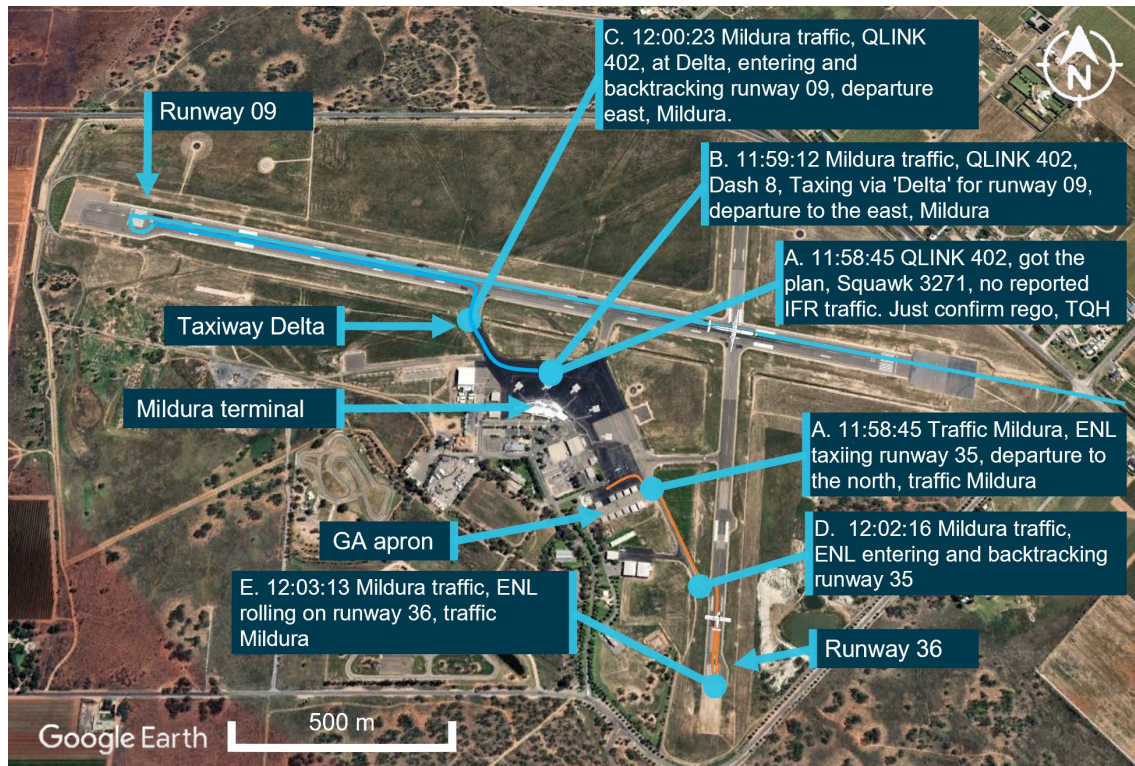 C. 12:00:23 Mildura traffic, QLINK
402, at Delta, entering and
backtracking runway 09, departure
east, Mildura.
N
Runway 09
B. 11:59:12 Mildura traffic, QLINK 402,
Dash 8, Taxing via 'Delta' for runway 09,
departure to the east, Mildura
A. 11:58:45 QLINK 402, got the
plan, Squawk 3271, no reported
IFR traffic. Just confirm rego, TQH
Taxiway Delta
Mildura terminal
A. 11:58:45 Traffic Mildura, ENL
taxiing runway 35, departure to
the north, traffic Mildura
GA apron
D. 12:02:16 Mildura traffic,
ENL entering and backtracking
runway 35
E. 12:03:13 Mildura traffic, ENL
rolling on runway 36, traffic
Mildura
Runway 36
500 m
Google Earth